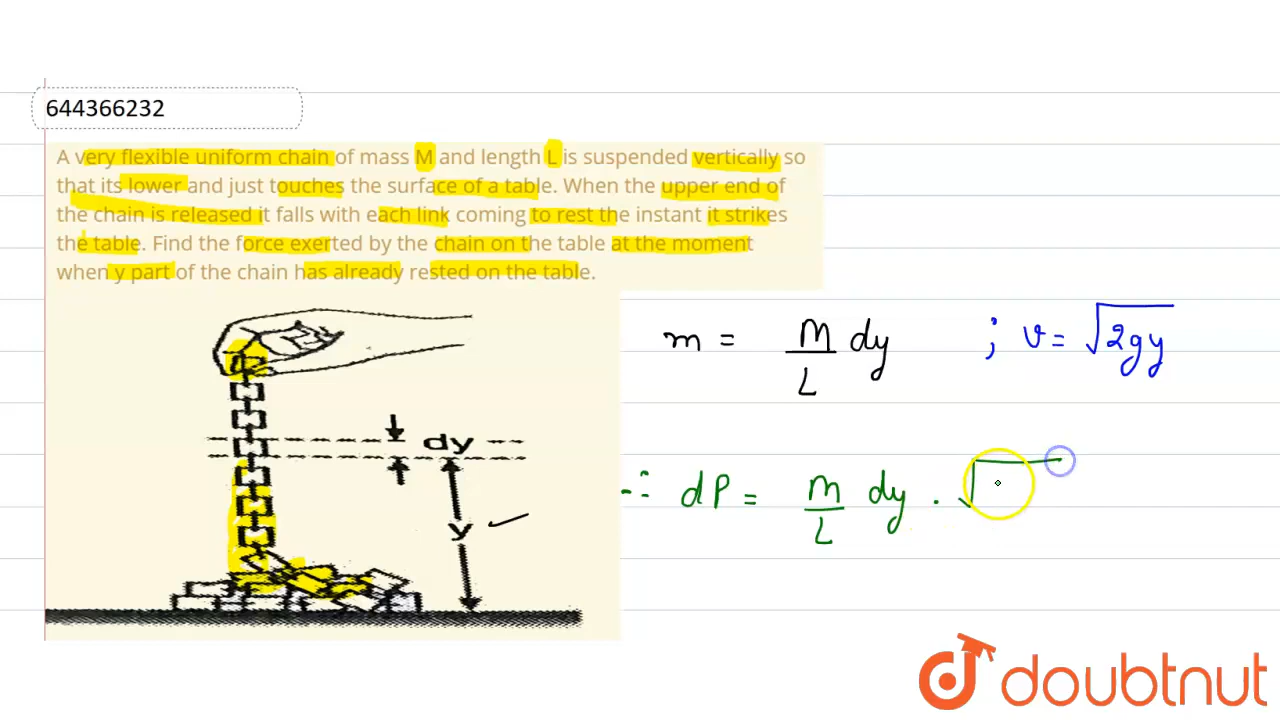 644366232
A very flexible uniform chain of mass M and length L is suspended vertically so
that its lower and just touches the surface of a table. When the upper end of
the chain is released it falls with each link coming to rest the instant it strikes
the table. Find the force exerted by the chain on the table at the moment
when y part of the chain has already rested on the table.
m = M/L dy ; v = √2gy
dy
∴ dP = M/L dy . √
y
doubtnut